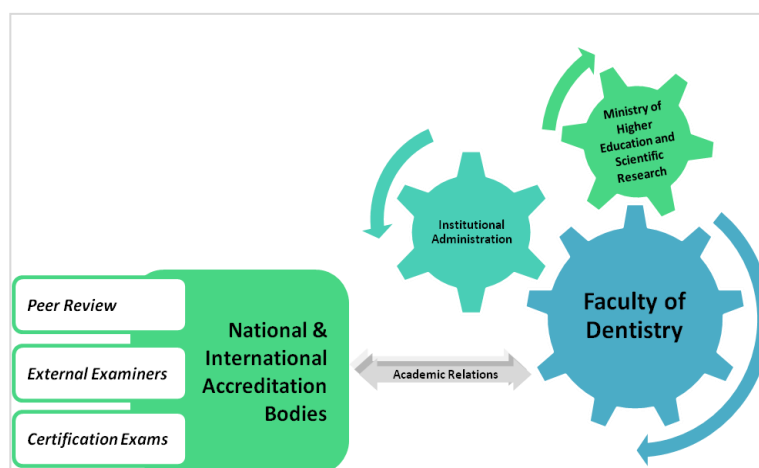 Ministry of
Higher
Education and
Scientific
Research
Institutional
Administration
Faculty of
Dentistry
Peer Review
External Examiners
Certification Exams
National &
International
Accreditation
Bodies
Academic Relations